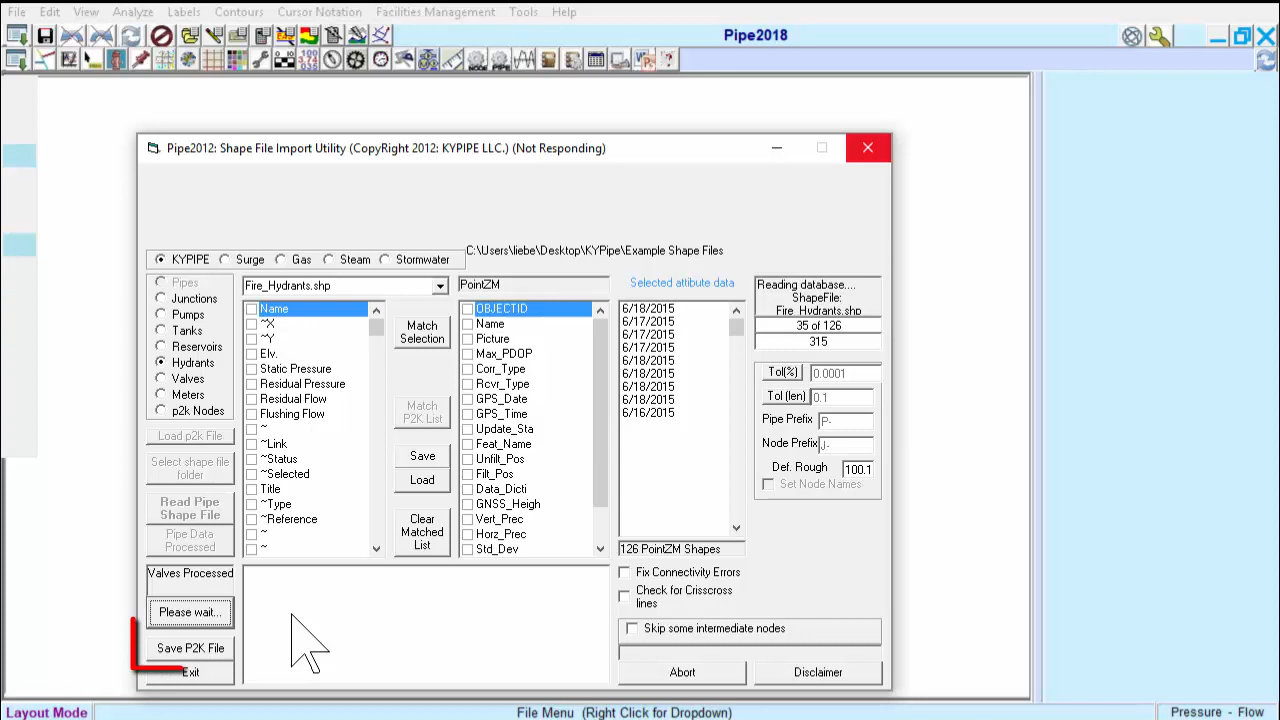 File Edit View Analyze Labels Contours Cursor Notation Facilities Management Tools Help
Pipe2018
Pipe2012: Shape File Import Utility (CopyRight 2012: KYPIPE LLC.) (Not Responding)
C:\Users\liebe\Desktop\KYPipe\Example Shape Files
KYPIPE Surge Gas Steam Stormwater
Pipes
Junctions
Pumps
Tanks
Reservoirs
Hydrants
Valves
Meters
p2k Nodes
Load p2k File
Select shape file
folder
Read Pipe
Shape File
Pipe Data
Processed
Valves Processed
Please wait...
Save P2K File
Exit
Fire_Hydrants.shp
Name
~X
~Y
Elv.
Static Pressure
Residual Pressure
Residual Flow
Flushing Flow
~
~Link
~Status
~Selected
Title
~Type
~Reference
~
~
Match
Selection
Match
P2K List
Save
Load
Clear
Matched
List
PointZM
OBJECTID
Name
Picture
Max_PDOP
Corr_Type
Rcvr_Type
GPS_Date
GPS_Time
Update_Sta
Feat_Name
Unfilt_Pos
Filt_Pos
Data_Dicti
GNSS_Heigh
Vert_Prec
Horz_Prec
Std_Dev
Selected attibute data
6/18/2015
6/17/2015
6/17/2015
6/17/2015
6/18/2015
6/18/2015
6/18/2015
6/18/2015
6/16/2015
126 PointZM Shapes
Fix Connectivity Errors
Check for Crisscross
lines
Skip some intermediate nodes
Abort
Disclaimer
Reading database....
ShapeFile:
Fire_Hydrants.shp
35 of 126
315
Tol(%) 0.0001
Tol (len) 0.1
Pipe Prefix P-
Node Prefix J-
Def. Rough 100.1
Set Node Names
Layout Mode
File Menu (Right Click for Dropdown)
Pressure - Flow